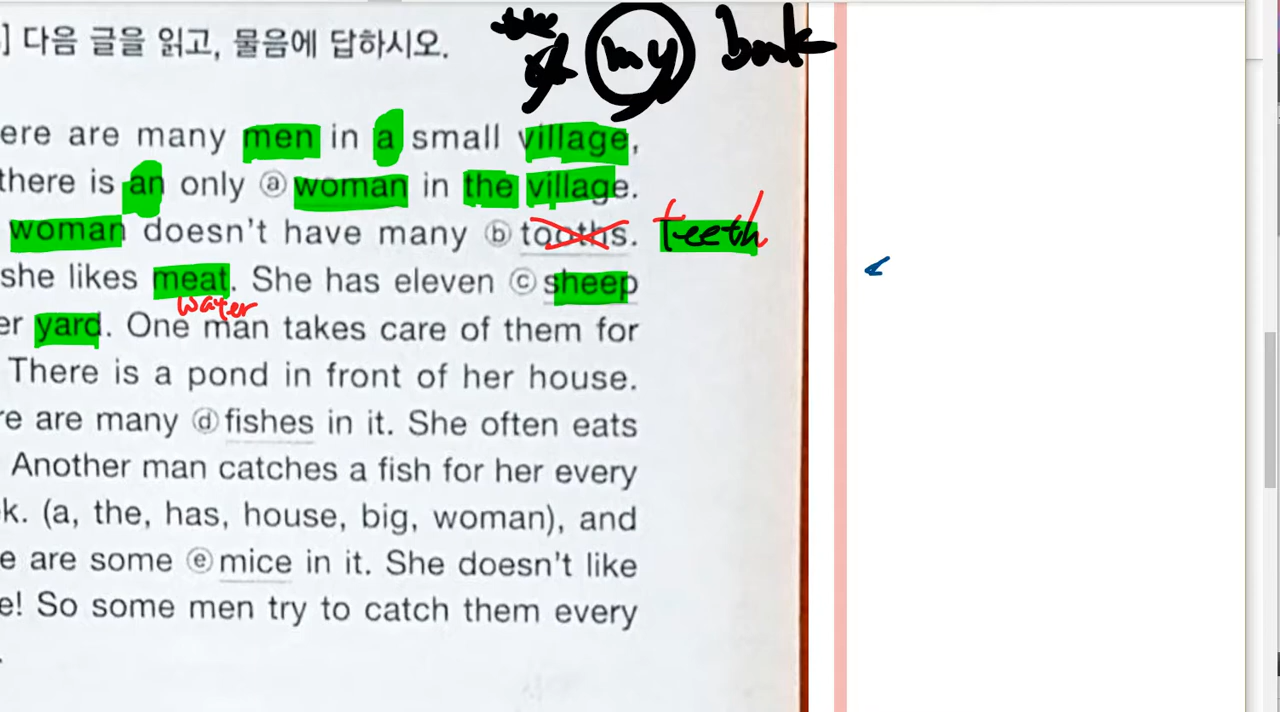 ] 다음 글을 읽고, 물음에 답하시오.
my book
ere are many men in a small village,
there is an only ⓐ woman in the village.
woman doesn't have many ⓑ tooths. teeth
she likes meat. She has eleven ⓒ sheep
water
er yard. One man takes care of them for
There is a pond in front of her house.
re are many ⓓ fishes in it. She often eats
Another man catches a fish for her every
k. (a, the, has, house, big, woman), and
e are some ⓔ mice in it. She doesn't like
e! So some men try to catch them every
.